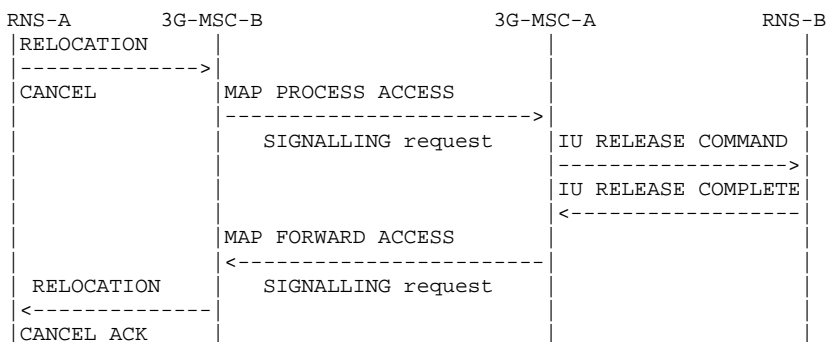 RNS-A 3G-MSC-B 3G-MSC-A RNS-B
RELOCATION
CANCEL MAP PROCESS ACCESS
SIGNALLING request IU RELEASE COMMAND
IU RELEASE COMPLETE
MAP FORWARD ACCESS
RELOCATION SIGNALLING request
CANCEL ACK